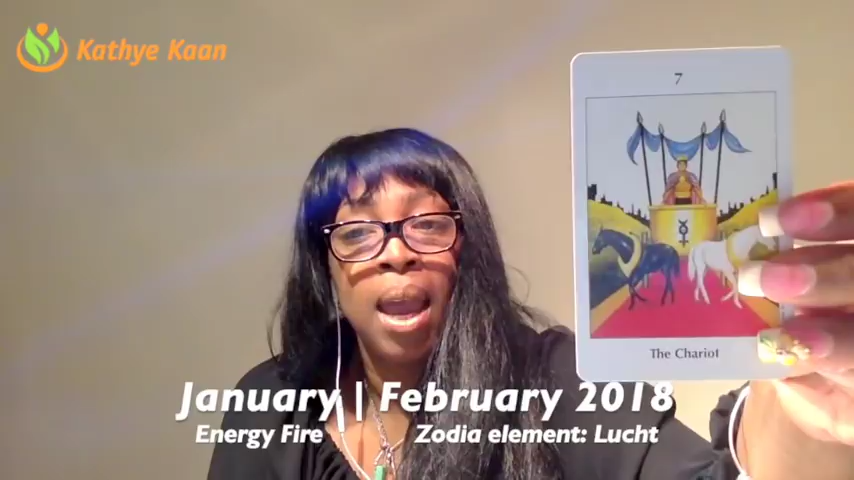 Kathye Kaan
7
The Chariot
January | February 2018
Energy Fire
Zodia element: Lucht